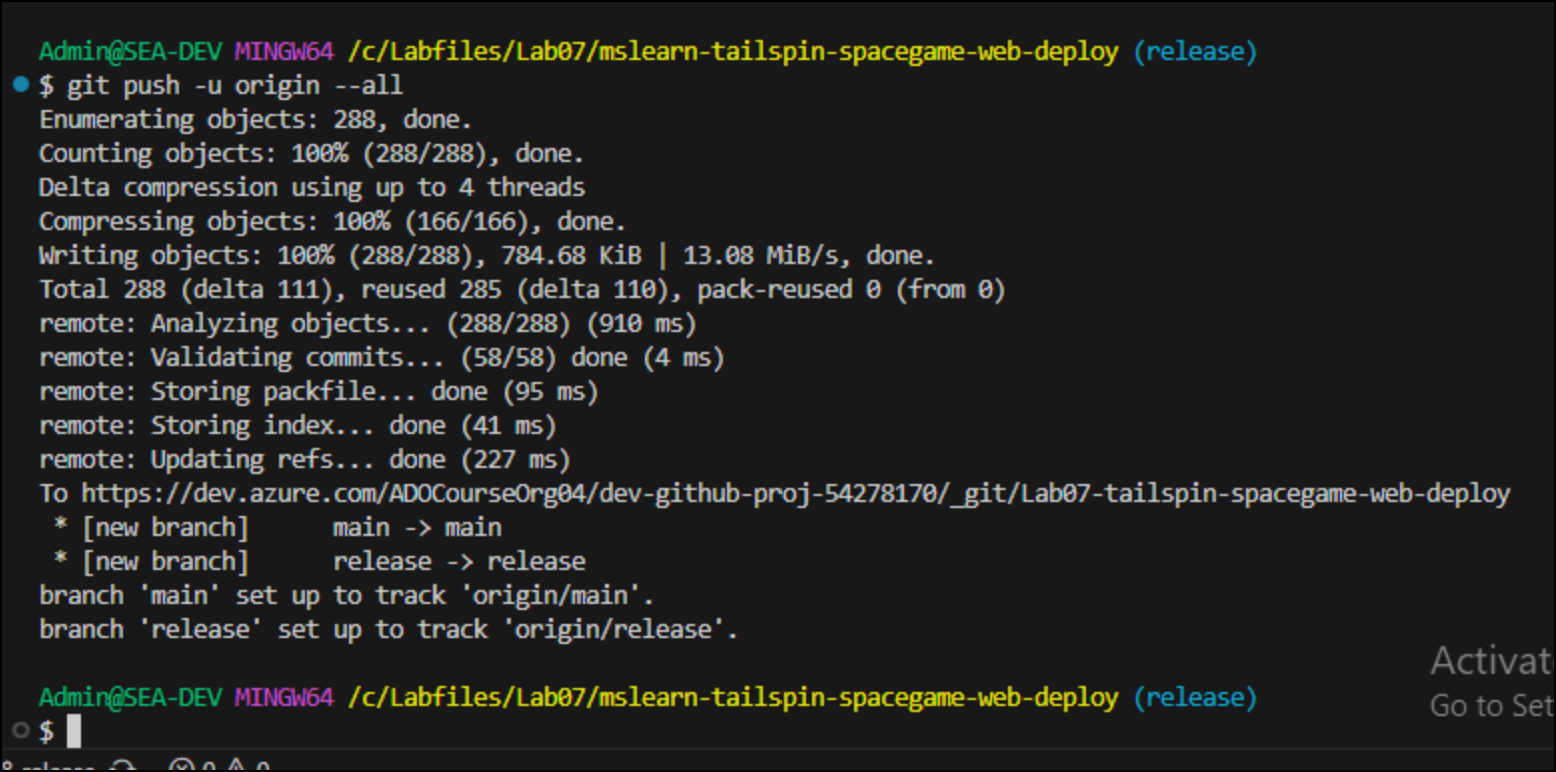 Admin@SEA-DEV MINGW64 /c/Labfiles/Lab07/mslearn-tailspin-spacegame-web-deploy (release)
$ git push -u origin --all
Enumerating objects: 288, done.
Counting objects: 100% (288/288), done.
Delta compression using up to 4 threads
Compressing objects: 100% (166/166), done.
Writing objects: 100% (288/288), 784.68 KiB | 13.08 MiB/s, done.
Total 288 (delta 111), reused 285 (delta 110), pack-reused 0 (from 0)
remote: Analyzing objects... (288/288) (910 ms)
remote: Validating commits... (58/58) done (4 ms)
remote: Storing packfile... done (95 ms)
remote: Storing index... done (41 ms)
remote: Updating refs... done (227 ms)
To https://dev.azure.com/ADOCourseOrg04/dev-github-proj-54278170/_git/Lab07-tailspin-spacegame-web-deploy
 * [new branch]      main -> main
 * [new branch]      release -> release
branch 'main' set up to track 'origin/main'.
branch 'release' set up to track 'origin/release'.
Activat
Admin@SEA-DEV MINGW64 /c/Labfiles/Lab07/mslearn-tailspin-spacegame-web-deploy (release)
Go to Set
$
release 0 0